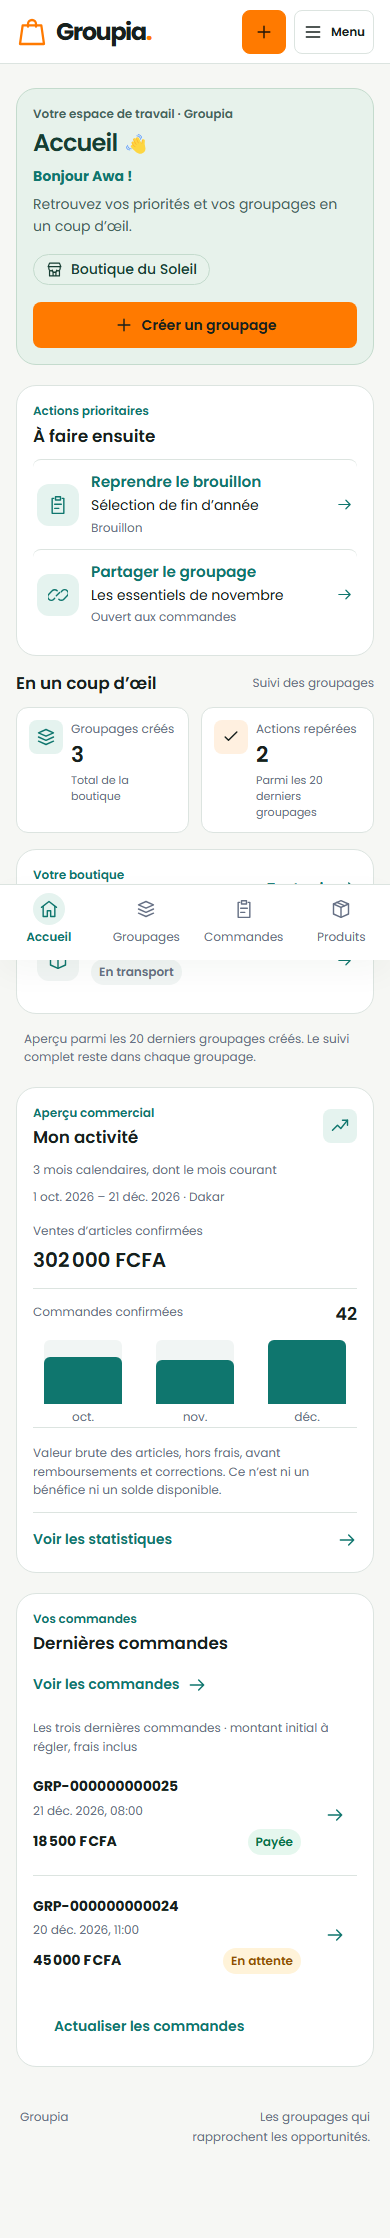 Groupia.
Menu
Votre espace de travail · Groupia
Accueil
Bonjour Awa !
Retrouvez vos priorités et vos groupages en
un coup d’œil.
Boutique du Soleil
Créer un groupage
Actions prioritaires
À faire ensuite
Reprendre le brouillon
Sélection de fin d’année
Brouillon
Partager le groupage
Les essentiels de novembre
Ouvert aux commandes
En un coup d’œil
Suivi des groupages
Groupages créés
3
Total de la
boutique
Actions repérées
2
Parmi les 20
derniers
groupages
Votre boutique
Accueil
Groupages
Commandes
Produits
En transport
Aperçu parmi les 20 derniers groupages créés. Le suivi
complet reste dans chaque groupage.
Aperçu commercial
Mon activité
3 mois calendaires, dont le mois courant
1 oct. 2026 – 21 déc. 2026 · Dakar
Ventes d’articles confirmées
302 000 FCFA
Commandes confirmées
42
oct.
nov.
déc.
Valeur brute des articles, hors frais, avant
remboursements et corrections. Ce n’est ni un
bénéfice ni un solde disponible.
Voir les statistiques
Vos commandes
Dernières commandes
Voir les commandes
Les trois dernières commandes · montant initial à
régler, frais inclus
GRP-000000000025
21 déc. 2026, 08:00
18 500 FCFA
Payée
GRP-000000000024
20 déc. 2026, 11:00
45 000 FCFA
En attente
Actualiser les commandes
Groupia
Les groupages qui
rapprochent les opportunités.